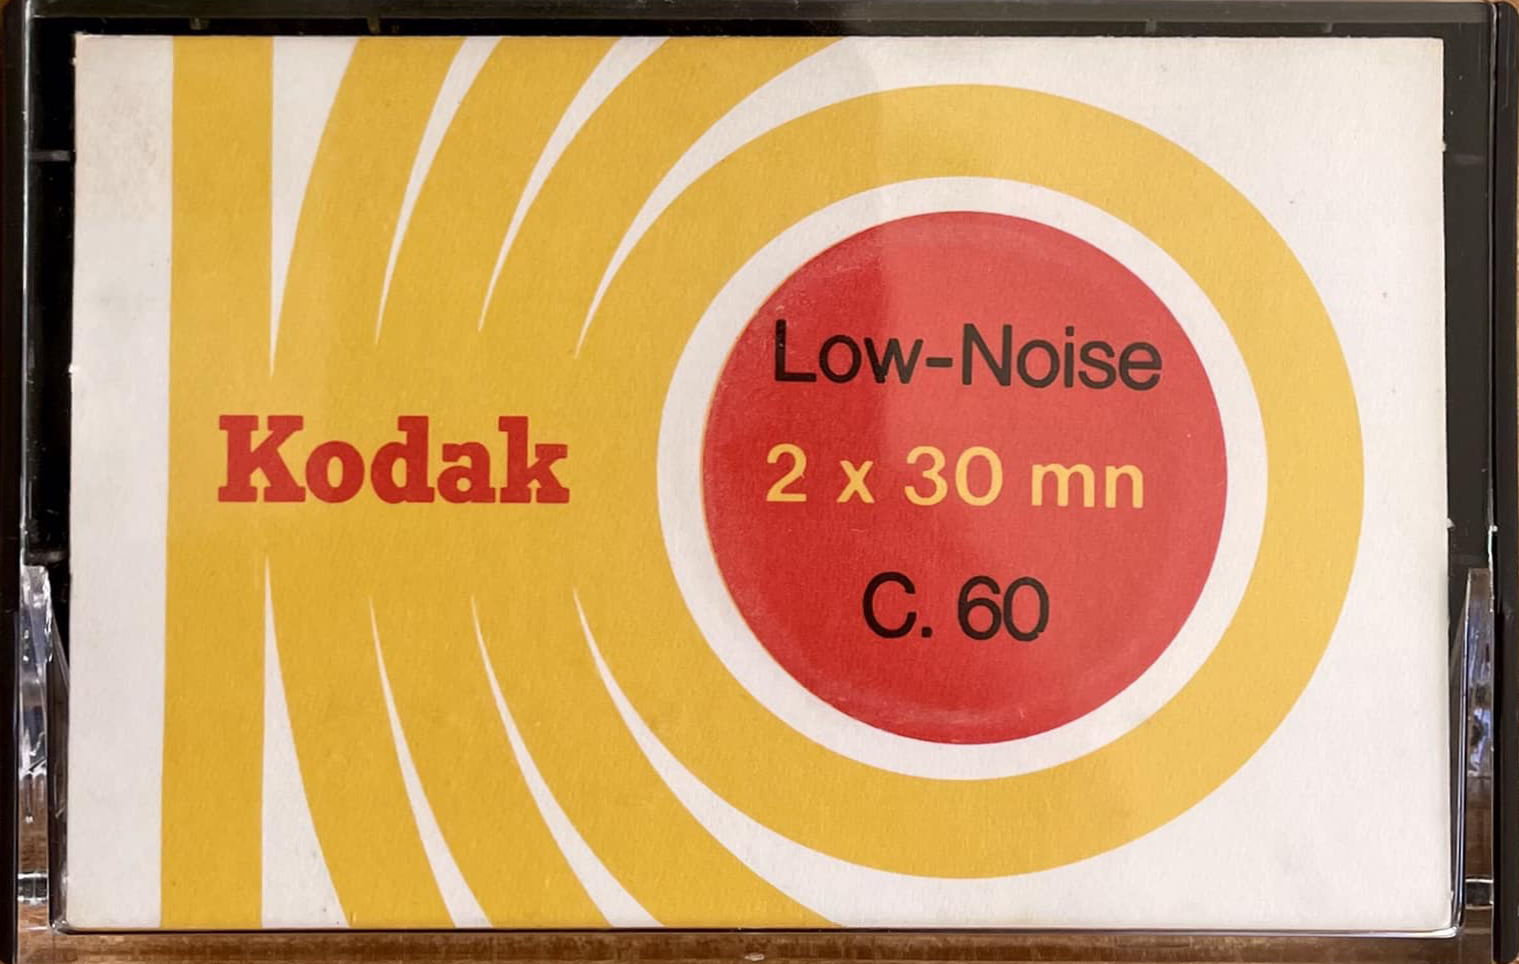 Kodak
Low-Noise
2 x 30 mn
C. 60